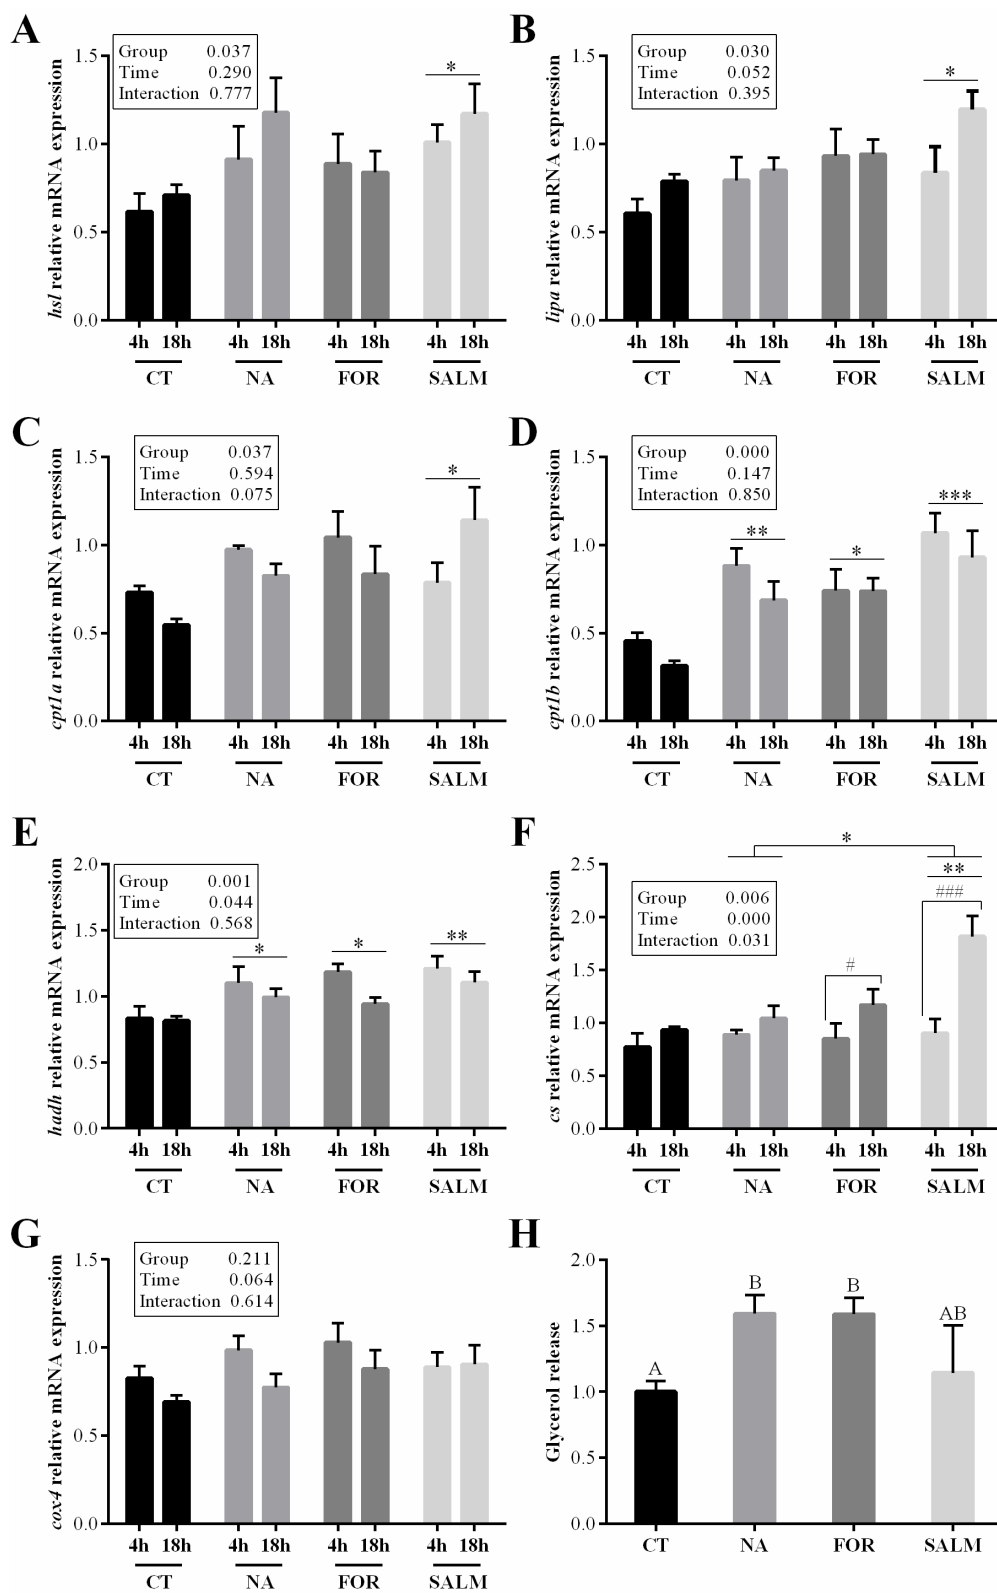 A
hsl relative mRNA expression
Group 0.037
Time 0.290
Interaction 0.777
*
1.5
1.0
0.5
0.0
4h 18h 4h 18h 4h 18h 4h 18h
CT NA FOR SALM
B
lipa relative mRNA expression
Group 0.030
Time 0.052
Interaction 0.395
*
1.5
1.0
0.5
0.0
4h 18h 4h 18h 4h 18h 4h 18h
CT NA FOR SALM
C
cpt1a relative mRNA expression
Group 0.037
Time 0.594
Interaction 0.075
*
1.5
1.0
0.5
0.0
4h 18h 4h 18h 4h 18h 4h 18h
CT NA FOR SALM
D
cpt1b relative mRNA expression
Group 0.000
Time 0.147
Interaction 0.850
** * ***
1.5
1.0
0.5
0.0
4h 18h 4h 18h 4h 18h 4h 18h
CT NA FOR SALM
E
hadh relative mRNA expression
Group 0.001
Time 0.044
Interaction 0.568
* * **
2.0
1.5
1.0
0.5
0.0
4h 18h 4h 18h 4h 18h 4h 18h
CT NA FOR SALM
F
cs relative mRNA expression
Group 0.006
Time 0.000
Interaction 0.031
*
**
###
#
2.5
2.0
1.5
1.0
0.5
0.0
4h 18h 4h 18h 4h 18h 4h 18h
CT NA FOR SALM
G
cox4 relative mRNA expression
Group 0.211
Time 0.064
Interaction 0.614
1.5
1.0
0.5
0.0
4h 18h 4h 18h 4h 18h 4h 18h
CT NA FOR SALM
H
Glycerol release
2.0
1.5
1.0
0.5
0.0
A B B AB
CT NA FOR SALM